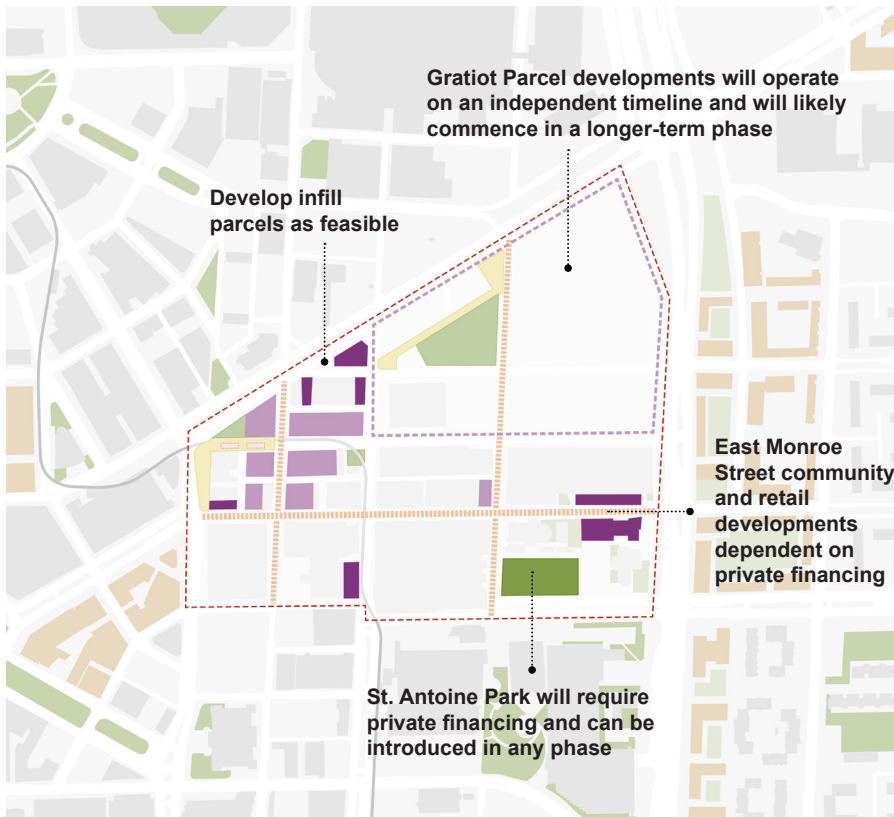 Gratiot Parcel developments will operate
on an independent timeline and will likely
commence in a longer-term phase
Develop infill
parcels as feasible
East Monroe
Street community
and retail
developments
dependent on
private financing
St. Antoine Park will require
private financing and can be
introduced in any phase